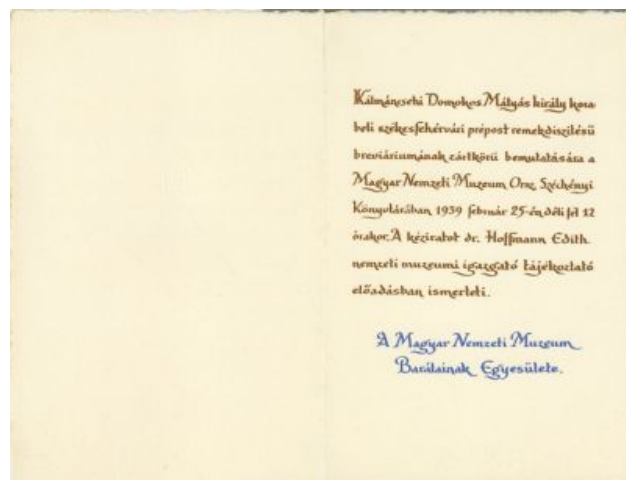 Kálmáncsehi Domokos Mátyás király kora
beli székesfehérvári prépost remekdíszitésű
breviáriumának zártkörű bemutatására a
Magyar Nemzeti Muzeum Orsz. Széchényi
Könyvtárában 1939 február 25-én déli fél 12
órakor. A kéziratot dr. Hoffmann Edith
nemzeti muzeumi igazgató tájékoztató
előadásban ismerteti.
A Magyar Nemzeti Muzeum
Barátainak Egyesülete.